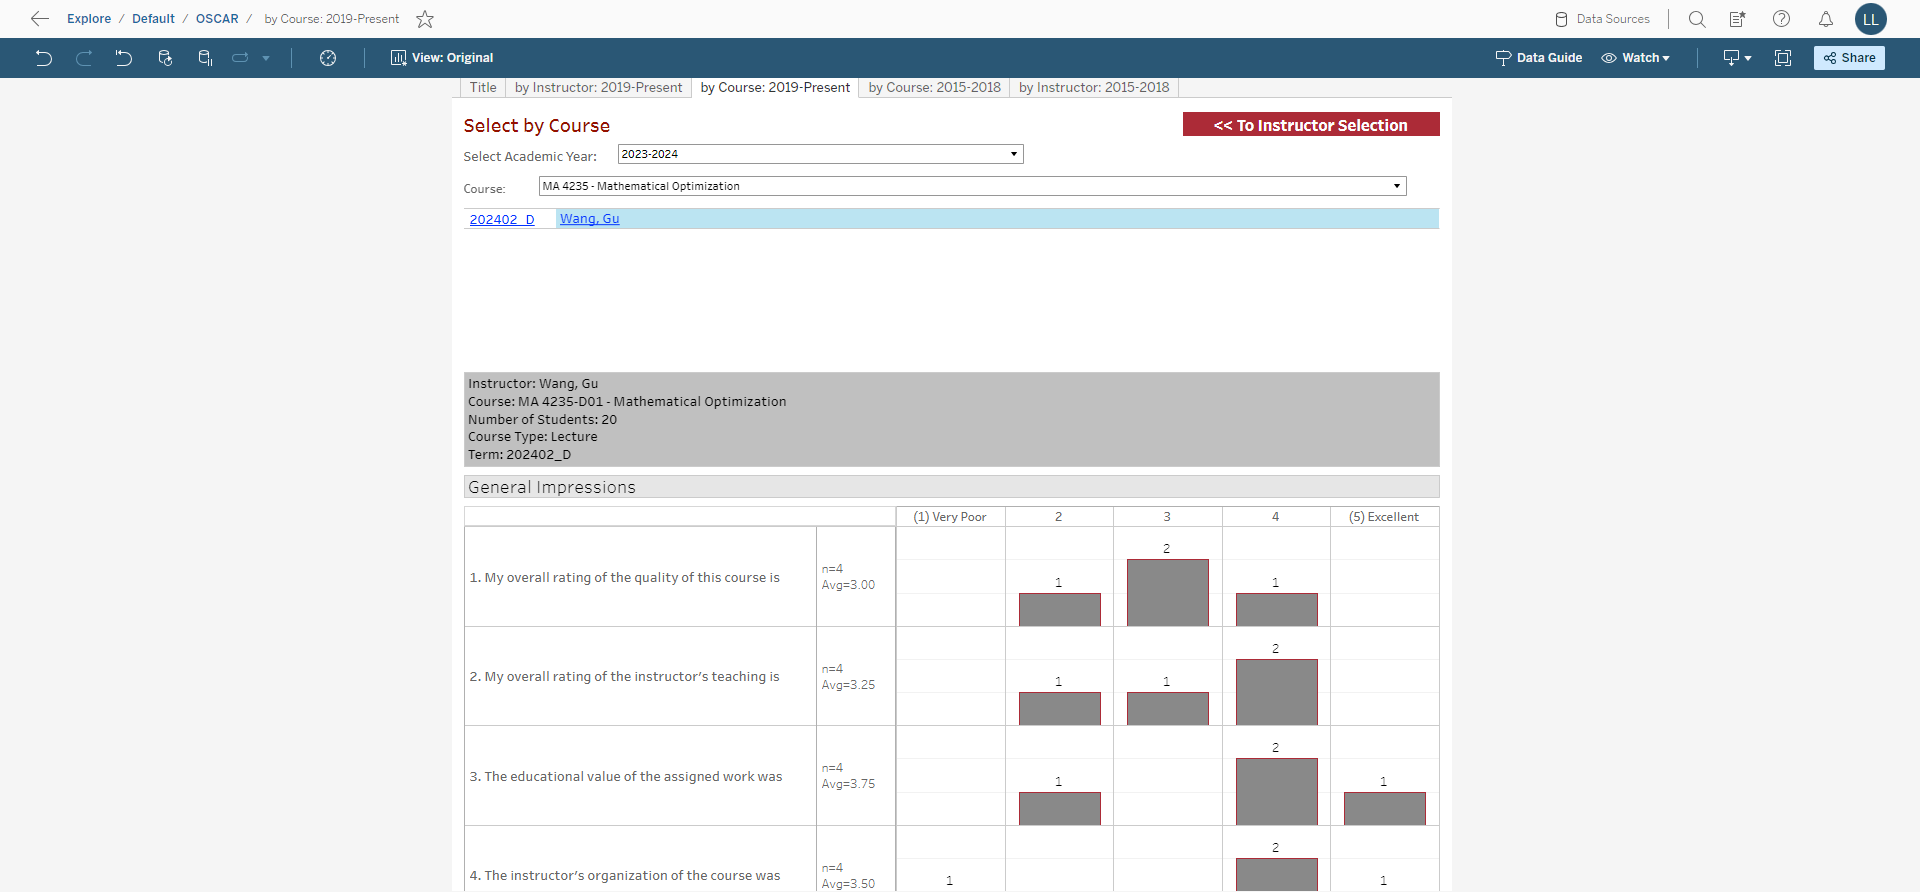 Explore / Default / OSCAR / by Course: 2019-Present
Data Sources
LL
View: Original
Data Guide
Watch
Share
Title
by Instructor: 2019-Present
by Course: 2019-Present
by Course: 2015-2018
by Instructor: 2015-2018
Select by Course
<< To Instructor Selection
Select Academic Year:
2023-2024
Course:
MA 4235 - Mathematical Optimization
202402_D
Wang, Gu
Instructor: Wang, Gu
Course: MA 4235-D01 - Mathematical Optimization
Number of Students: 20
Course Type: Lecture
Term: 202402_D
General Impressions
(1) Very Poor
2
3
4
(5) Excellent
1. My overall rating of the quality of this course is
n=4
Avg=3.00
1
2
1
2. My overall rating of the instructor's teaching is
n=4
Avg=3.25
1
1
2
3. The educational value of the assigned work was
n=4
Avg=3.75
1
2
1
4. The instructor's organization of the course was
n=4
Avg=3.50
1
2
1